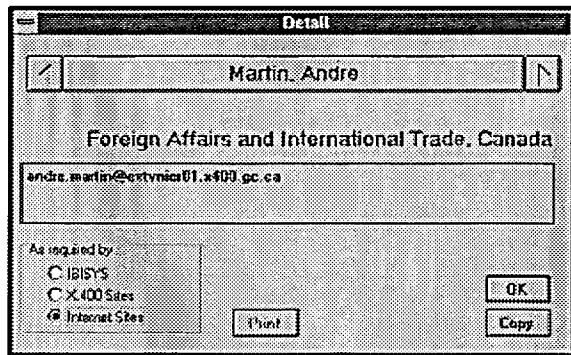 Detail
Martin, Andre
Foreign Affairs and International Trade, Canada
andre.martin@extynict01.x400.gc.ca
As required by
IBISYS
X.400 Sites
Internet Sites
OK
Print
Copy